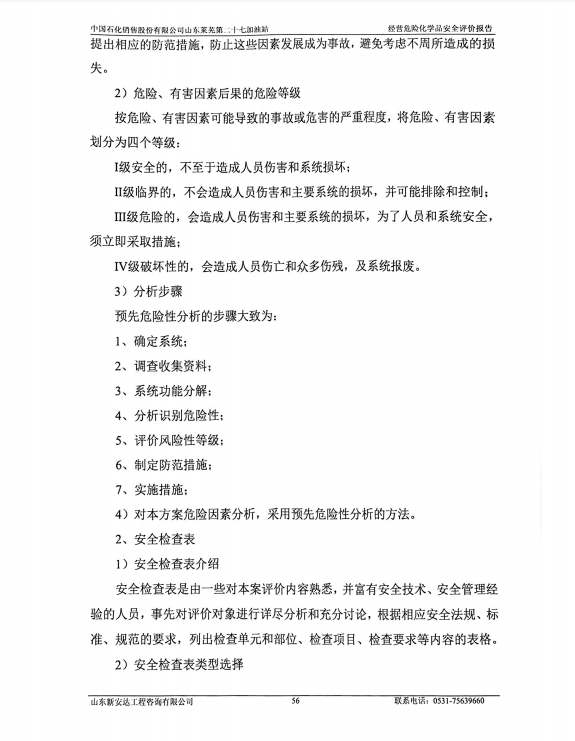 中国石化销售股份有限公司山东莱芜第二十七加油站 经营危险化学品安全评价报告
提出相应的防范措施，防止这些因素发展成为事故，避免考虑不周所造成的损
失。
2）危险、有害因素后果的危险等级
按危险、有害因素可能导致的事故或危害的严重程度，将危险、有害因素
划分为四个等级：
I级安全的，不至于造成人员伤害和系统损坏；
II级临界的，不会造成人员伤害和主要系统的损坏，并可能排除和控制；
III级危险的，会造成人员伤害和主要系统的损坏，为了人员和系统安全，
须立即采取措施；
IV级破坏性的，会造成人员伤亡和众多伤残，及系统报废。
3）分析步骤
预先危险性分析的步骤大致为：
1、确定系统；
2、调查收集资料；
3、系统功能分解；
4、分析识别危险性；
5、评价风险性等级；
6、制定防范措施；
7、实施措施；
4）对本方案危险因素分析，采用预先危险性分析的方法。
2、安全检查表
1）安全检查表介绍
安全检查表是由一些对本案评价内容熟悉，并富有安全技术、安全管理经
验的人员，事先对评价对象进行详尽分析和充分讨论，根据相应安全法规、标
准、规范的要求，列出检查单元和部位、检查项目、检查要求等内容的表格。
2）安全检查表类型选择
山东新安达工程咨询有限公司 56 联系电话：0531-75639660